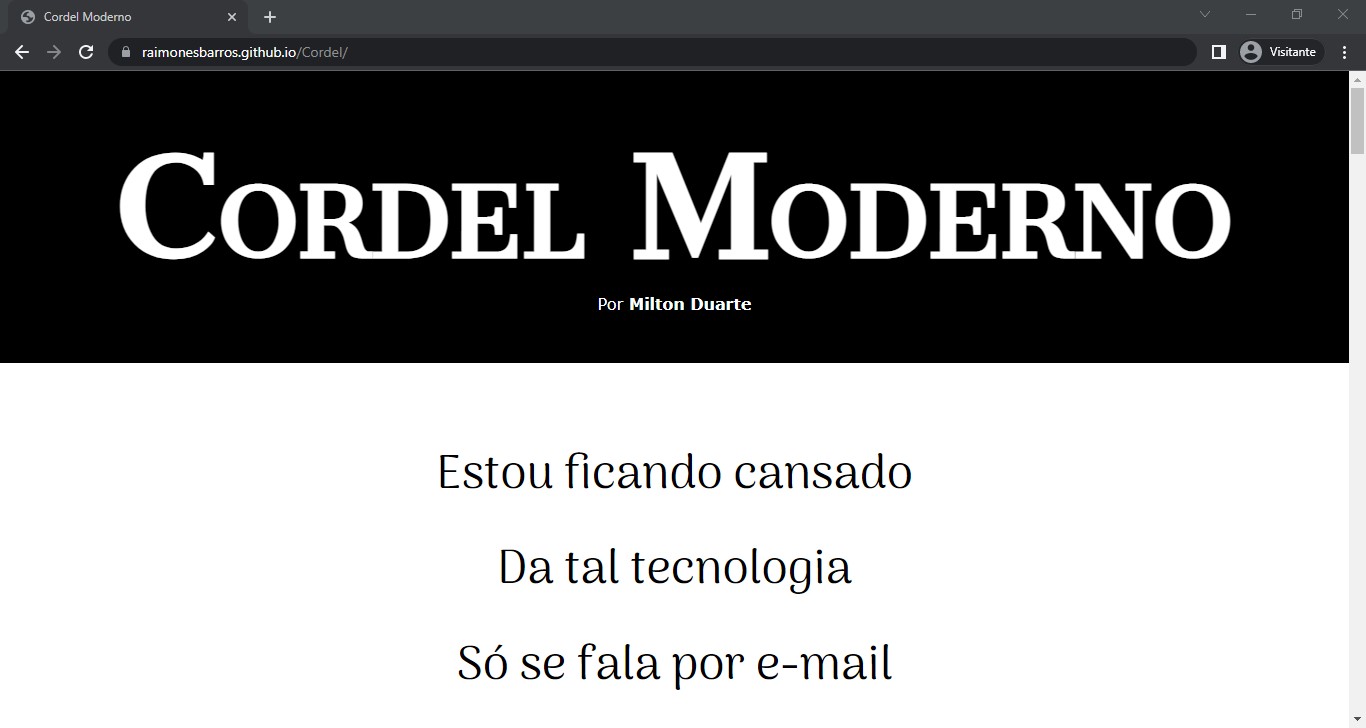 Cordel Moderno
raimonesbarros.github.io/Cordel/
Visitante
Cordel Moderno
Por Milton Duarte
Estou ficando cansado
Da tal tecnologia
Só se fala por e-mail